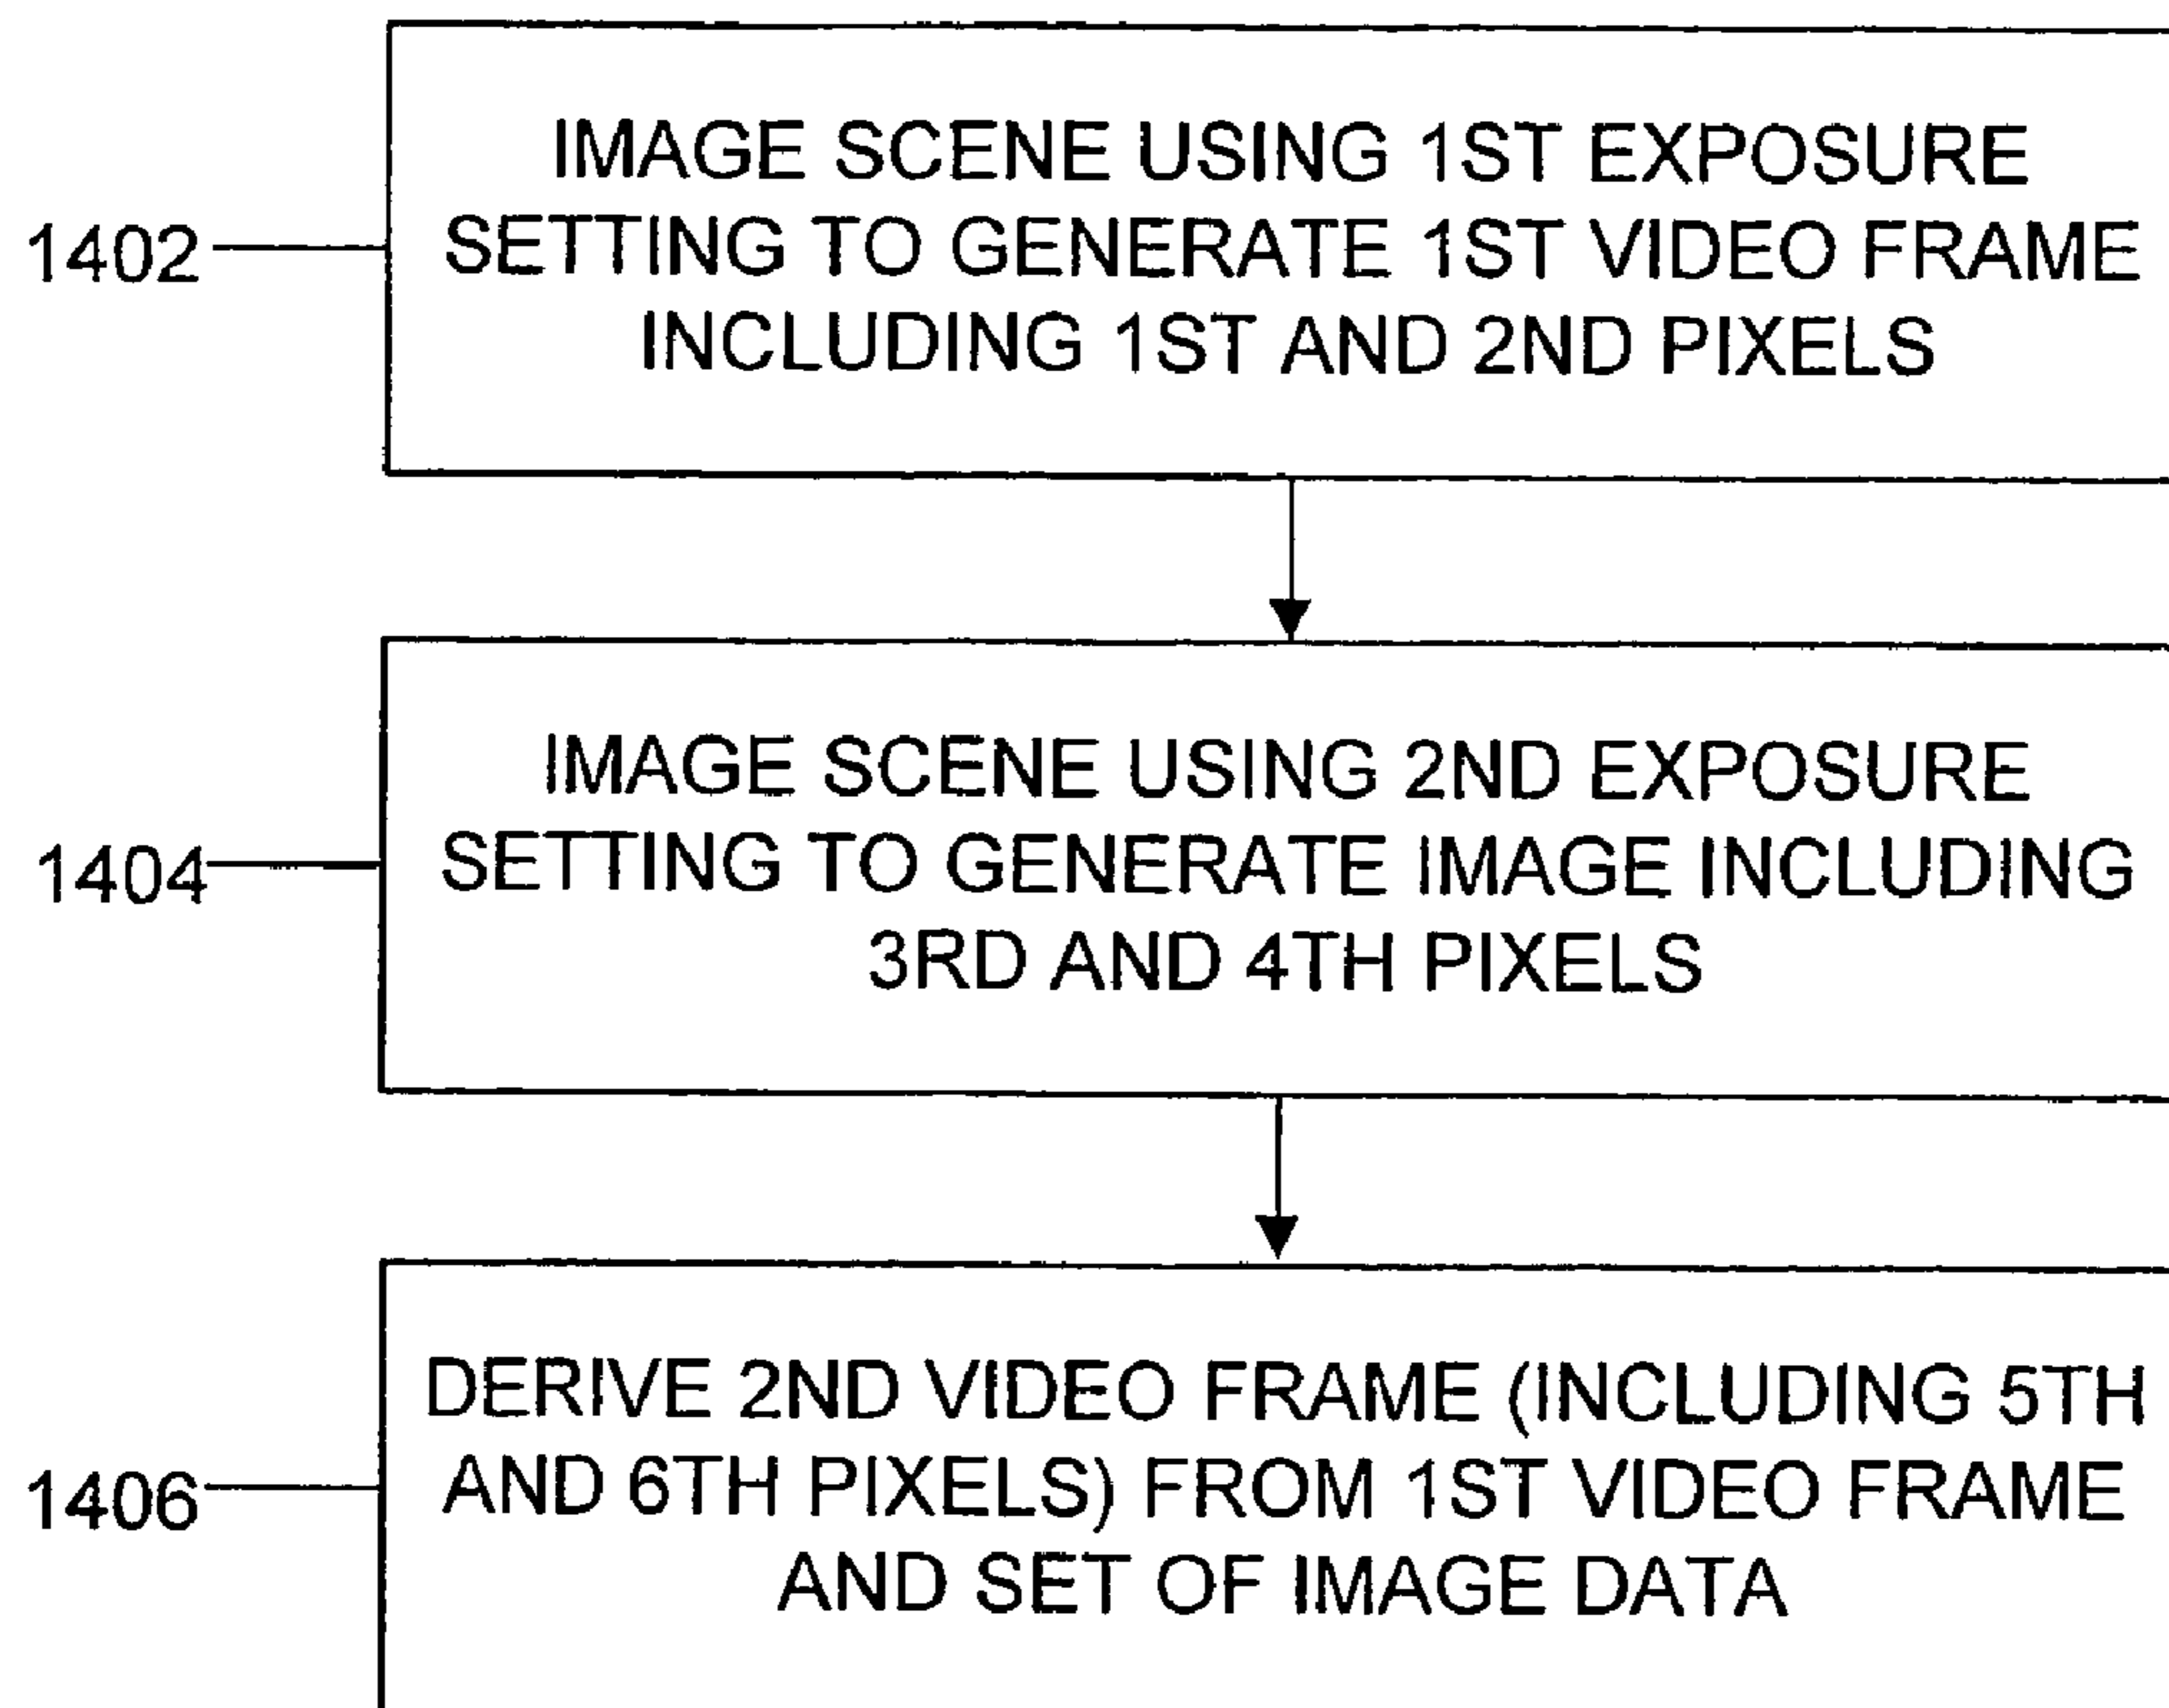 IMAGE SCENE USING 1ST EXPOSURE
SETTING TO GENERATE 1ST VIDEO FRAME
INCLUDING 1ST AND 2ND PIXELS
1402
IMAGE SCENE USING 2ND EXPOSURE
SETTING TO GENERATE IMAGE INCLUDING
3RD AND 4TH PIXELS
1404
DERIVE 2ND VIDEO FRAME (INCLUDING 5TH
AND 6TH PIXELS) FROM 1ST VIDEO FRAME
AND SET OF IMAGE DATA
1406